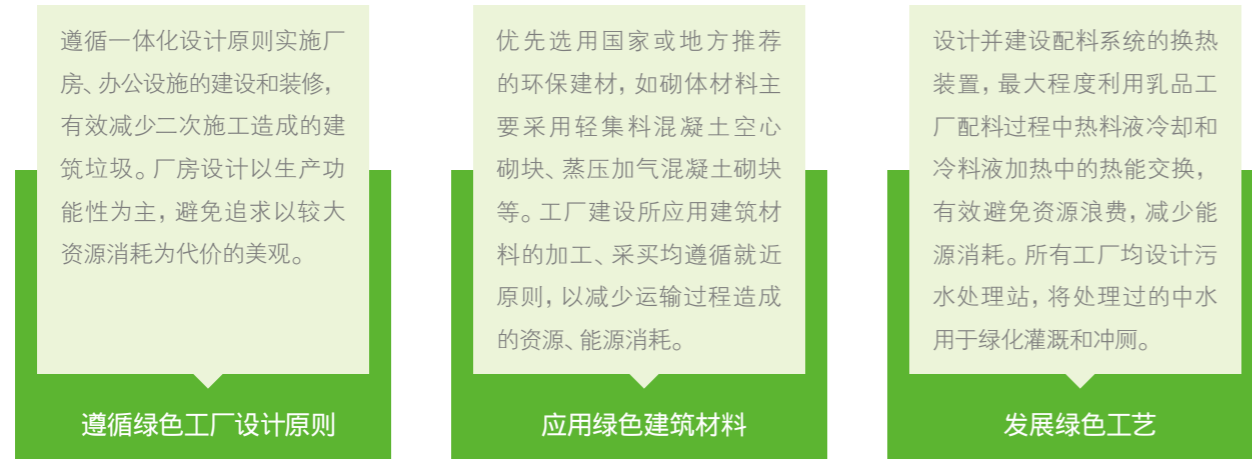 遵循一体化设计原则实施厂
房、办公设施的建设和装修，
有效减少二次施工造成的建
筑垃圾。厂房设计以生产功
能性为主，避免追求以较大
资源消耗为代价的美观。
遵循绿色工厂设计原则
优先选用国家或地方推荐
的环保建材，如砌体材料主
要采用轻集料混凝土空心
砌块、蒸压加气混凝土砌块
等。工厂建设所应用建筑材
料的加工、采买均遵循就近
原则，以减少运输过程造成
的资源、能源消耗。
应用绿色建筑材料
设计并建设配料系统的换热
装置，最大程度利用乳品工
厂配料过程中热料液冷却和
冷料液加热中的热能交换，
有效避免资源浪费，减少能
源消耗。所有工厂均设计污
水处理站，将处理过的中水
用于绿化灌溉和冲厕。
发展绿色工艺